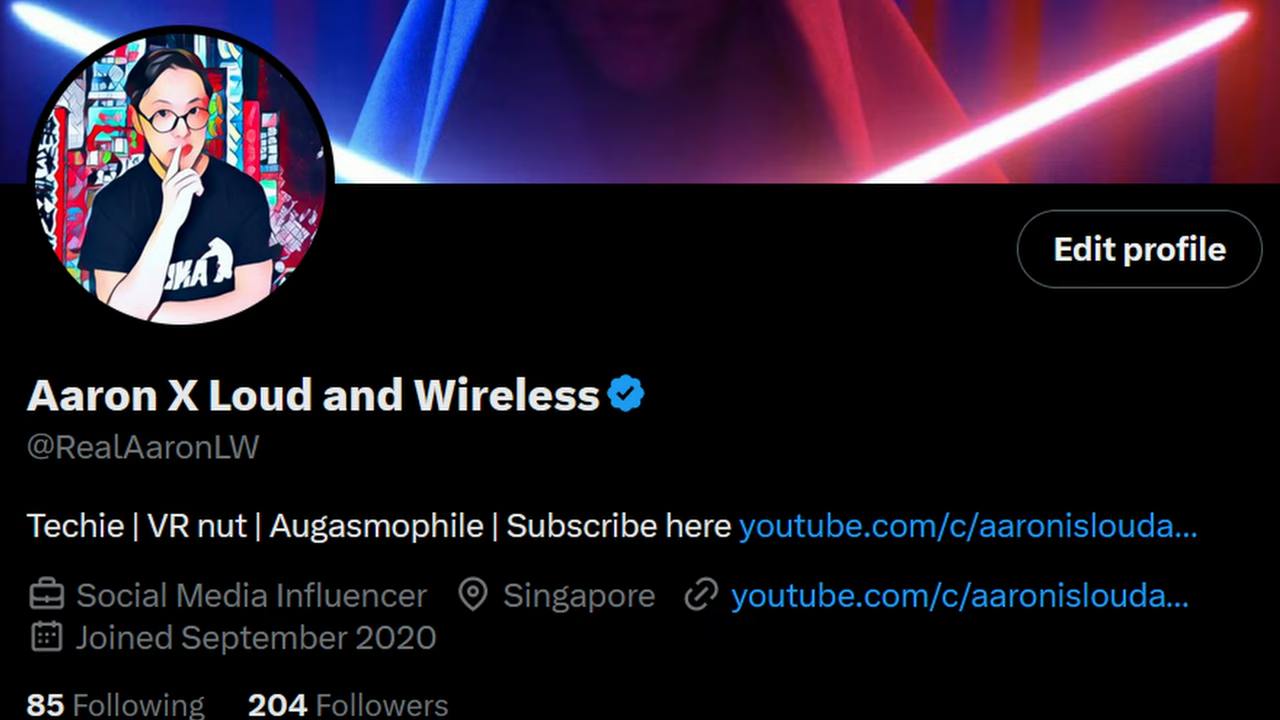 Edit profile
Aaron X Loud and Wireless
@RealAaronLW
Techie | VR nut | Augasmophile | Subscribe here youtube.com/c/aaronislouda...
Social Media Influencer Singapore youtube.com/c/aaronislouda...
Joined September 2020
85 Following 204 Followers